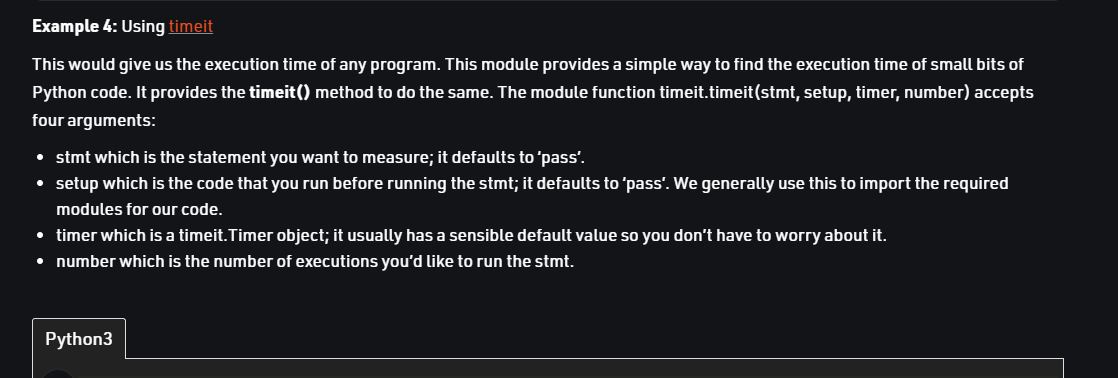 Example 4: Using timeit
This would give us the execution time of any program. This module provides a simple way to find the execution time of small bits of
Python code. It provides the timeit() method to do the same. The module function timeit.timeit(stmt, setup, timer, number) accepts
four arguments:
• stmt which is the statement you want to measure; it defaults to ‘pass’.
• setup which is the code that you run before running the stmt; it defaults to ‘pass’. We generally use this to import the required
modules for our code.
• timer which is a timeit.Timer object; it usually has a sensible default value so you don’t have to worry about it.
• number which is the number of executions you’d like to run the stmt.
Python3